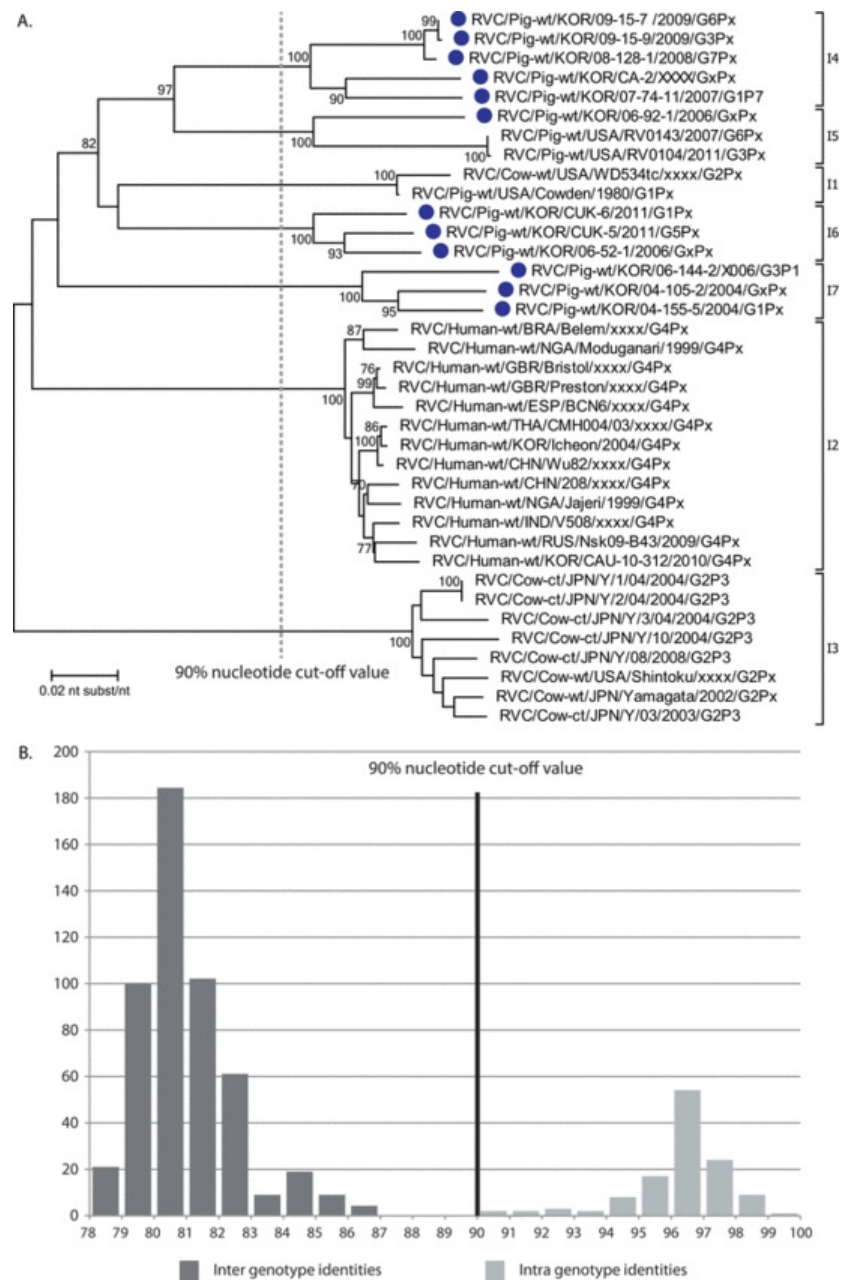 A.
99
RVC/Pig-wt/KOR/09-15-7 /2009/G6Px
100
RVC/Pig-wt/KOR/09-15-9/2009/G3Px
100
RVC/Pig-wt/KOR/08-128-1/2008/G7Px
I4
97
RVC/Pig-wt/KOR/CA-2/XXXX/GxPx
90
RVC/Pig-wt/KOR/07-74-11/2007/G1P7
RVC/Pig-wt/KOR/06-92-1/2006/GxPx
82
100
RVC/Pig-wt/USA/RV0143/2007/G6Px
I5
100
RVC/Pig-wt/USA/RV0104/2011/G3Px
100
RVC/Cow-wt/USA/WD534tc/xxxx/G2Px
I1
RVC/Pig-wt/USA/Cowden/1980/G1Px
RVC/Pig-wt/KOR/CUK-6/2011/G1Px
100
RVC/Pig-wt/KOR/CUK-5/2011/G5Px
I6
93
RVC/Pig-wt/KOR/06-52-1/2006/GxPx
RVC/Pig-wt/KOR/06-144-2/X006/G3P1
100
RVC/Pig-wt/KOR/04-105-2/2004/GxPx
I7
95
RVC/Pig-wt/KOR/04-155-5/2004/G1Px
87
RVC/Human-wt/BRA/Belem/xxxx/G4Px
RVC/Human-wt/NGA/Moduganari/1999/G4Px
76
RVC/Human-wt/GBR/Bristol/xxxx/G4Px
99
RVC/Human-wt/GBR/Preston/xxxx/G4Px
100
RVC/Human-wt/ESP/BCN6/xxxx/G4Px
86
RVC/Human-wt/THA/CMH004/03/xxxx/G4Px
100
RVC/Human-wt/KOR/Icheon/2004/G4Px
I2
RVC/Human-wt/CHN/Wu82/xxxx/G4Px
70
RVC/Human-wt/CHN/208/xxxx/G4Px
RVC/Human-wt/NGA/Jajeri/1999/G4Px
RVC/Human-wt/IND/V508/xxxx/G4Px
77
RVC/Human-wt/RUS/Nsk09-B43/2009/G4Px
RVC/Human-wt/KOR/CAU-10-312/2010/G4Px
100
RVC/Cow-ct/JPN/Y/1/04/2004/G2P3
RVC/Cow-ct/JPN/Y/2/04/2004/G2P3
RVC/Cow-ct/JPN/Y/3/04/2004/G2P3
100
RVC/Cow-ct/JPN/Y/10/2004/G2P3
I3
RVC/Cow-ct/JPN/Y/08/2008/G2P3
RVC/Cow-wt/USA/Shintoku/xxxx/G2Px
RVC/Cow-wt/JPN/Yamagata/2002/G2Px
RVC/Cow-ct/JPN/Y/03/2003/G2P3
90% nucleotide cut-off value
0.02 nt subst/nt
B.
90% nucleotide cut-off value
200
180
160
140
120
100
80
60
40
20
0
78 79 80 81 82 83 84 85 86 87 88 89 90 91 92 93 94 95 96 97 98 99 100
Inter genotype identities
Intra genotype identities